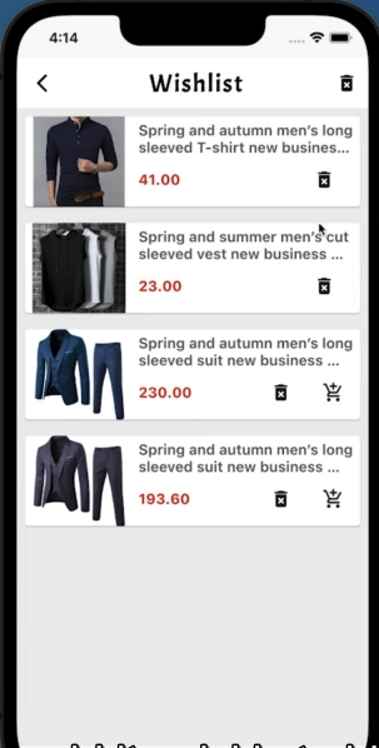 4:14
Wishlist
Spring and autumn men's long
sleeved T-shirt new busines...
41.00
Spring and summer men's cut
sleeved vest new business ...
23.00
Spring and autumn men's long
sleeved suit new business ...
230.00
Spring and autumn men's long
sleeved suit new business ...
193.60